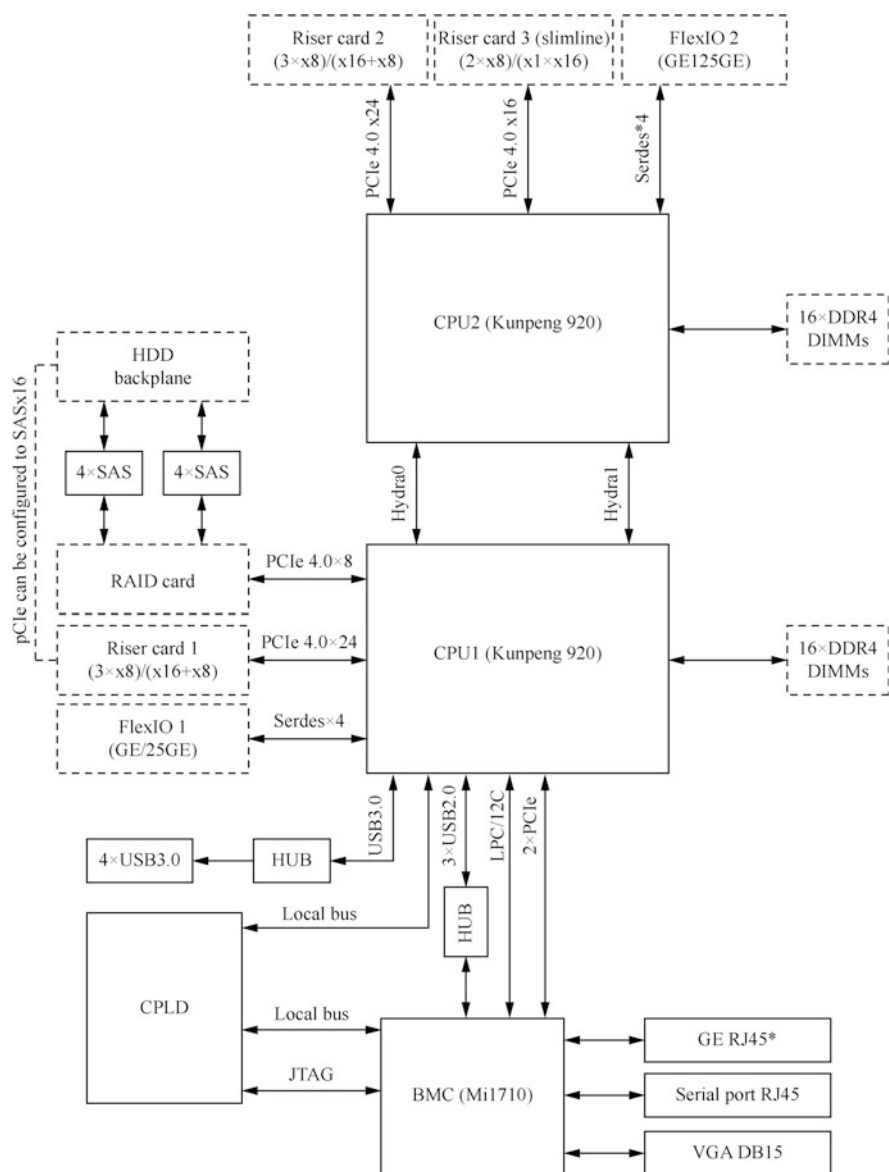 Riser card 2
(3×x8)/(x16+x8)
Riser card 3 (slimline)
(2×x8)/(x1×x16)
FlexIO 2
(GE125GE)
PCIe 4.0 x24
PCIe 4.0 x16
Serdes*4
CPU2 (Kunpeng 920)
16×DDR4
DIMMs
HDD
backplane
pCIe can be configured to SASx16
4×SAS
4×SAS
Hydra0
Hydra1
RAID card
PCIe 4.0×8
Riser card 1
(3×x8)/(x16+x8)
PCIe 4.0×24
CPU1 (Kunpeng 920)
16×DDR4
DIMMs
FlexIO 1
(GE/25GE)
Serdes×4
USB3.0
3×USB2.0
LPC/12C
2×PCIe
4×USB3.0
HUB
HUB
Local bus
CPLD
Local bus
JTAG
BMC (Mi1710)
GE RJ45*
Serial port RJ45
VGA DB15